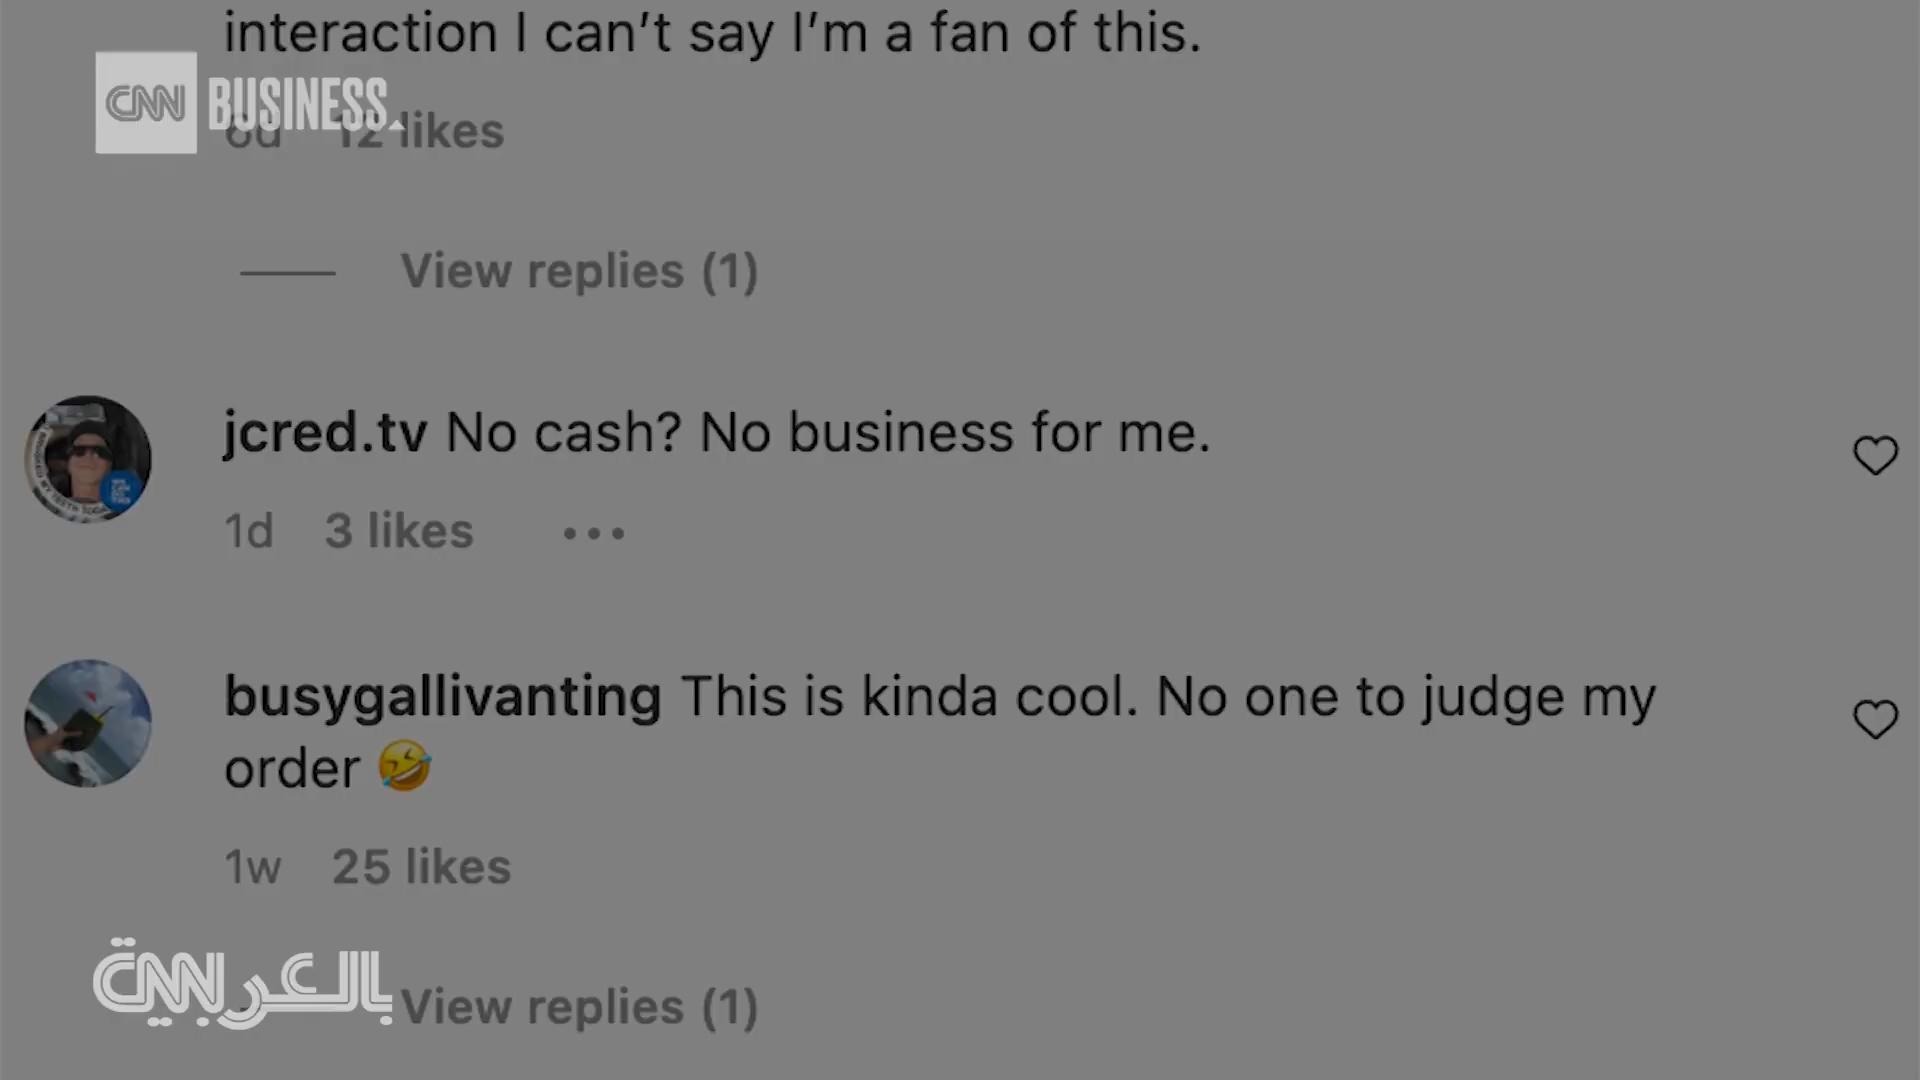 interaction I can't say I'm a fan of this.
CNN BUSINESS
6d 12 likes
View replies (1)
jcred.tv No cash? No business for me.
1d 3 likes •••
busygallivanting This is kinda cool. No one to judge my
order 🤣
1w 25 likes
CNN بالعربية
View replies (1)